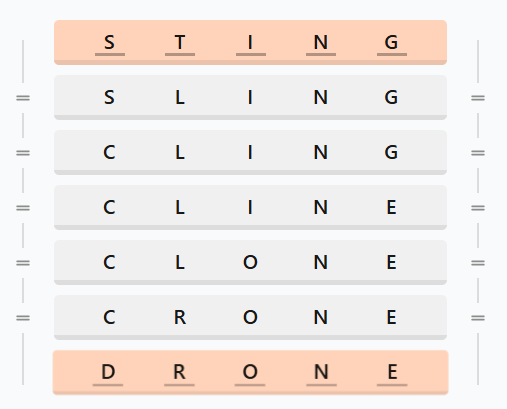 S T I N G
S L I N G
C L I N G
C L I N E
C L O N E
C R O N E
D R O N E